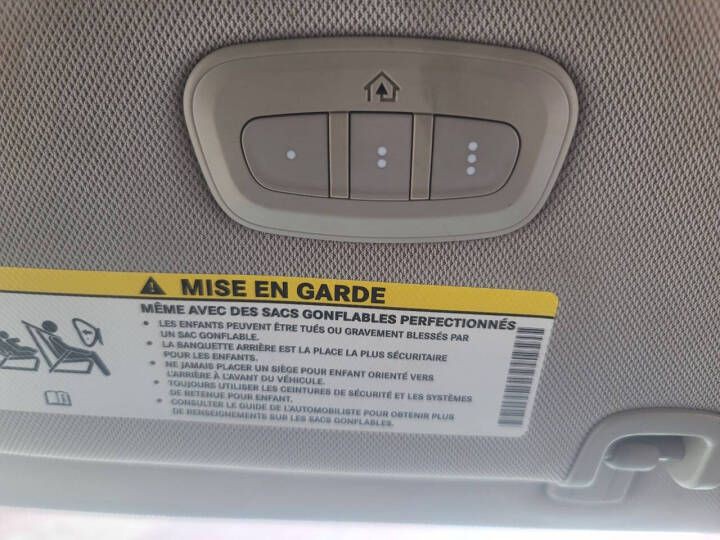 MISE EN GARDE
MÊME AVEC DES SACS GONFLABLES PERFECTIONNÉS
• LES ENFANTS PEUVENT ÊTRE TUÉS OU GRAVEMENT BLESSÉS PAR
UN SAC GONFLABLE.
• LA BANQUETTE ARRIÈRE EST LA PLACE LA PLUS SÉCURITAIRE
POUR LES ENFANTS.
• NE JAMAIS PLACER UN SIÈGE POUR ENFANT ORIENTÉ VERS
L'ARRIÈRE À L'AVANT DU VÉHICULE.
• TOUJOURS UTILISER LES CEINTURES DE SÉCURITÉ ET LES SYSTÈMES
DE RETENUE POUR ENFANT.
• CONSULTER LE GUIDE DE L'AUTOMOBILISTE POUR OBTENIR PLUS
DE RENSEIGNEMENTS SUR LES SACS GONFLABLES.